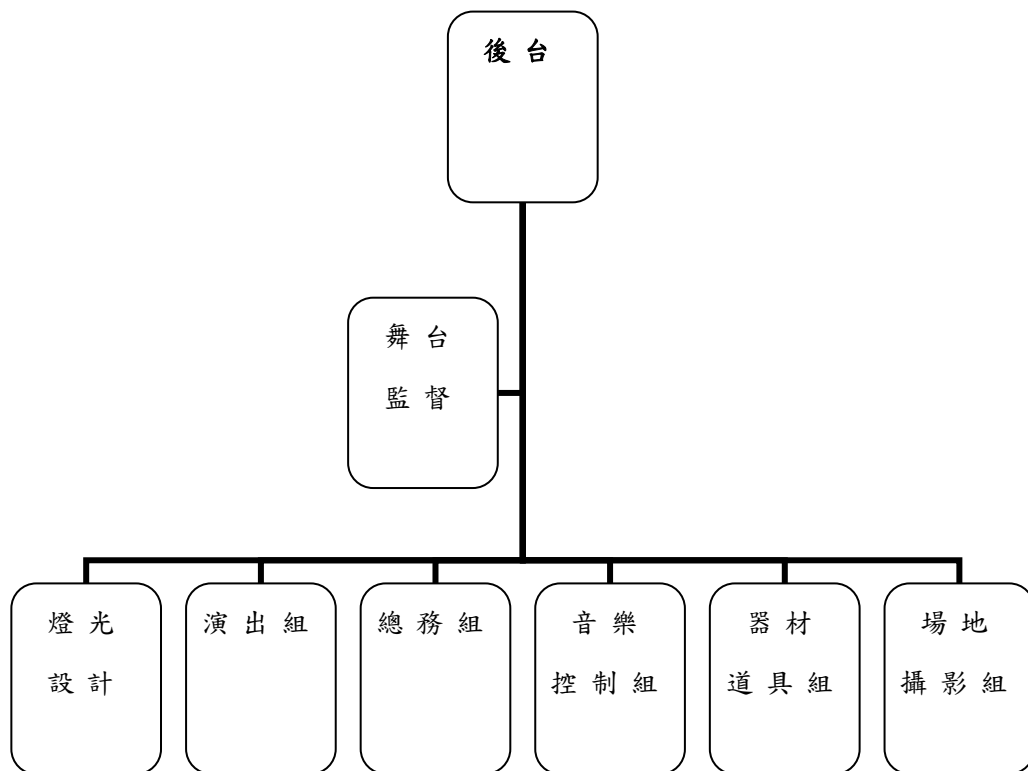 後台
舞台
監督
燈光
設計
演出組
總務組
音樂
控制組
器材
道具組
場地
攝影組